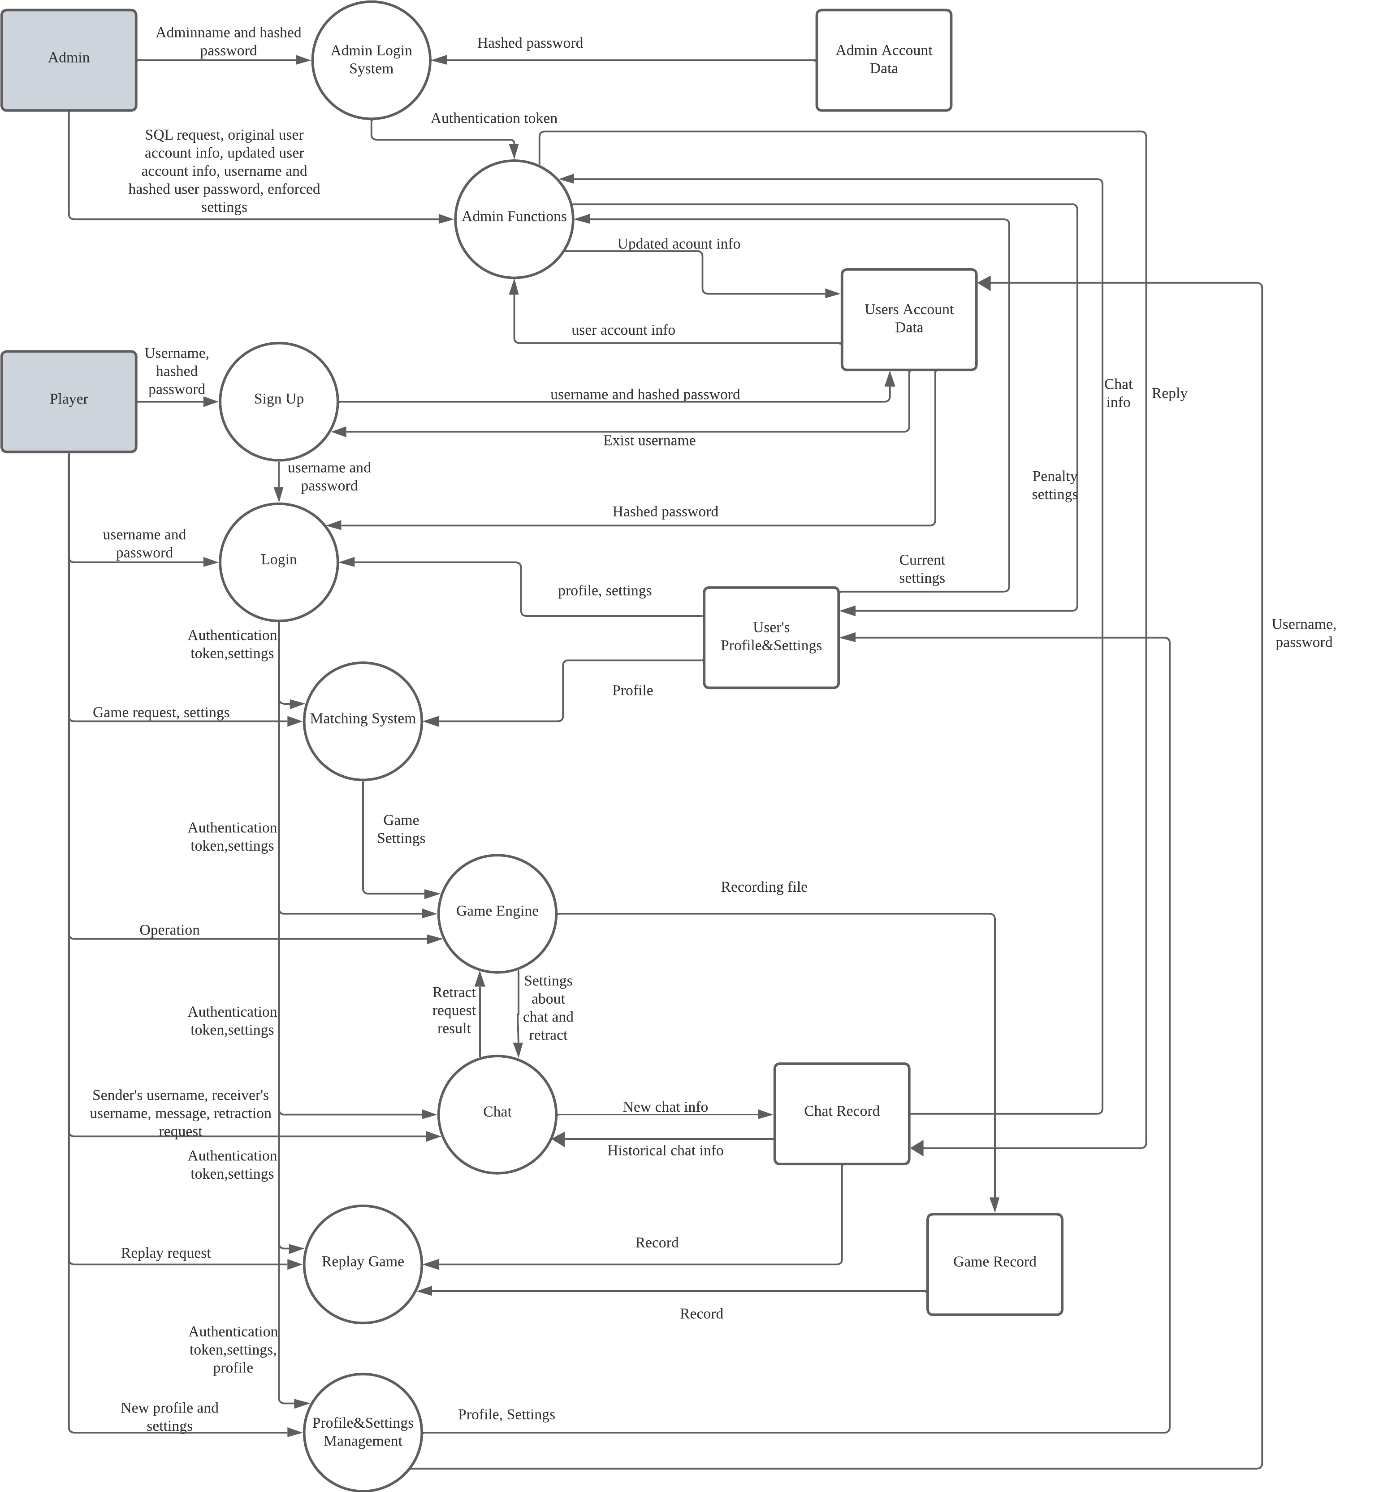 Admin
Adminname and hashed
password
Admin Login
System
Hashed password
Admin Account
Data
Authentication token
SQL request, original user
account info, updated user
account info, username and
hashed user password, enforced
settings
Admin Functions
Updated acount info
Users Account
Data
user account info
Player
Username,
hashed
password
Sign Up
username and hashed password
Exist username
Chat
info
Reply
username and
password
Penalty
settings
Hashed password
username and
password
Login
Current
settings
profile, settings
User's
Profile&Settings
Username,
password
Authentication
token,settings
Profile
Game request, settings
Matching System
Authentication
token,settings
Game
Settings
Recording file
Game Engine
Operation
Authentication
token,settings
Retract
request
result
Settings
about
chat and
retract
Sender's username, receiver's
username, message, retraction
request
Chat
New chat info
Chat Record
Historical chat info
Authentication
token,settings
Replay request
Replay Game
Record
Game Record
Record
Authentication
token,settings,
profile
New profile and
settings
Profile&Settings
Management
Profile, Settings